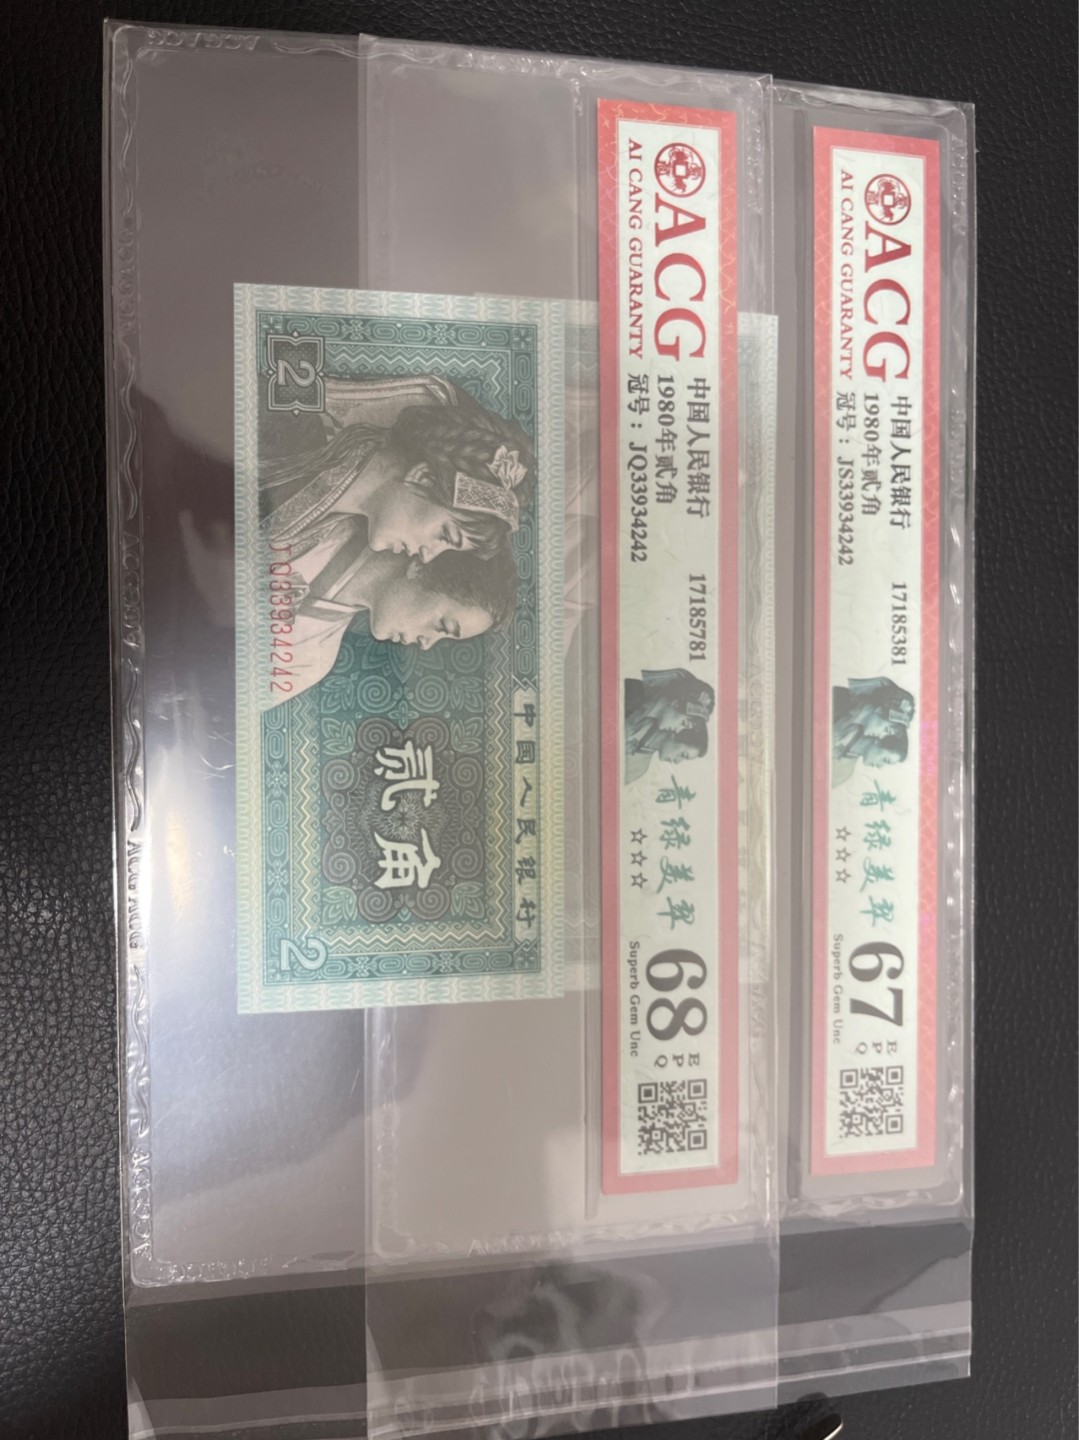 ACG
AI CANG GUARANTY
中国人民银行 17185381
1980年贰角
冠号：JS33934242
青绿美翠
☆☆☆
67 EPQ
Superb Gem Unc
ACG
AI CANG GUARANTY
中国人民银行 17185781
1980年贰角
冠号：JQ33934242
青绿美翠
☆☆☆
68 EPQ
Superb Gem Unc
中国人民银行
贰角
2
2
JQ33934242